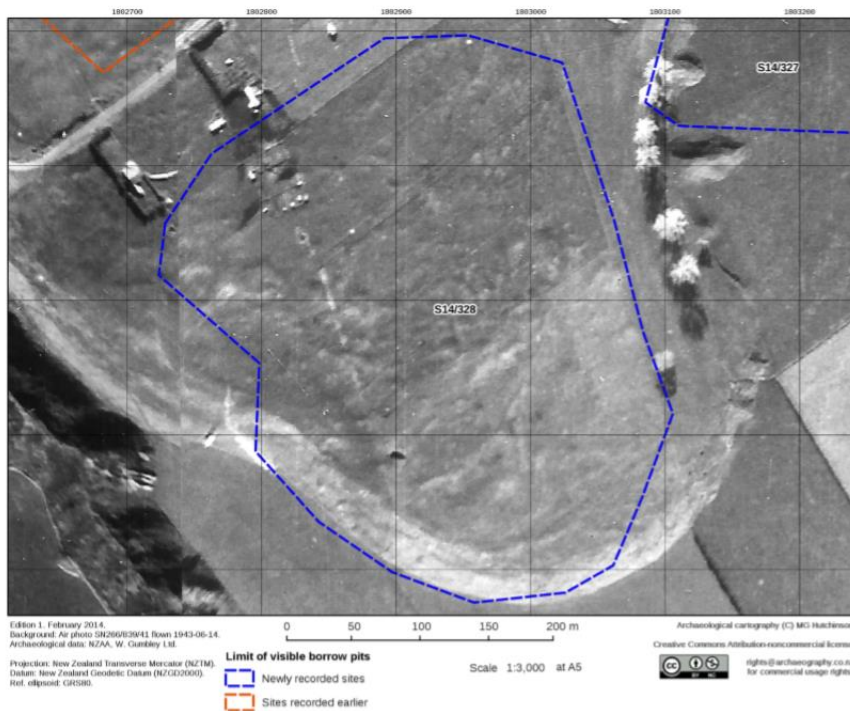 1802700 1802800 1802900 1803000 1803100 1803200
S14/327
S14/328
Edition 1. February 2014.
Background: Air photo SN266/839/41 flown 1943-06-14.
Archaeological data: NZAA, W. Gumbley Ltd.
Projection: New Zealand Transverse Mercator (NZTM).
Datum: New Zealand Geodetic Datum (NZGD2000).
Ref. ellipsoid: GRS80.
0 50 100 150 200 m
Limit of visible borrow pits
Newly recorded sites
Sites recorded earlier
Scale 1:3,000 at A5
Archaeological cartography (C) MG Hutchinson
Creative Commons Attribution-noncommercial license
cc
BY NC
rights@archaeography.co.n
for commercial usage rights